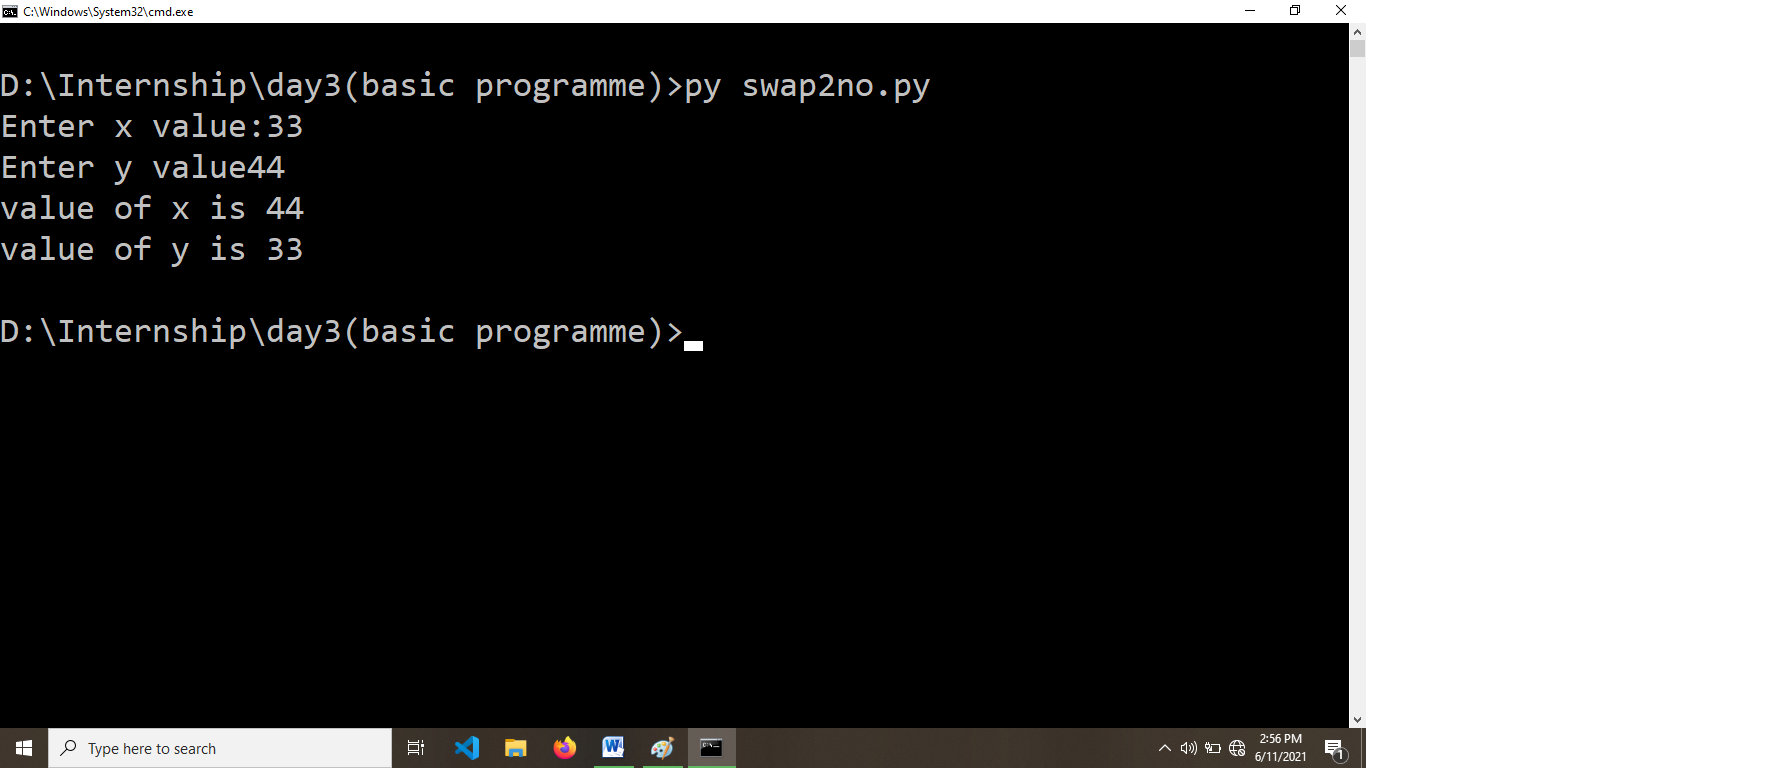 C:\Windows\System32\cmd.exe
D:\Internship\day3(basic programme)>py swap2no.py
Enter x value:33
Enter y value44
value of x is 44
value of y is 33
D:\Internship\day3(basic programme)>
Type here to search
2:56 PM
6/11/2021
1